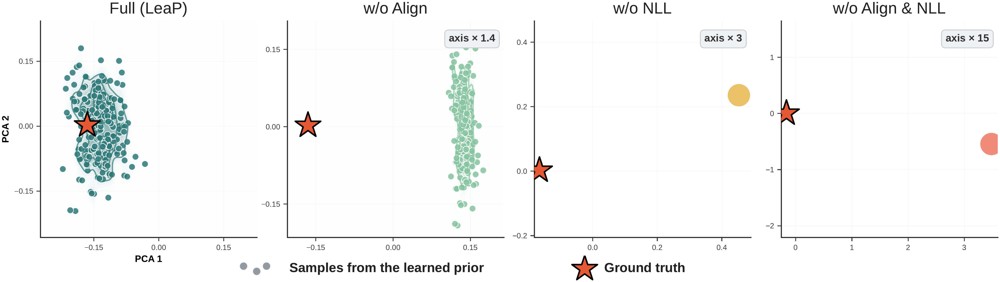 Full (LeaP)
w/o Align
w/o NLL
w/o Align & NLL
axis × 1.4
axis × 3
axis × 15
PCA 2
0.15
0.00
−0.15
−0.15
0.00
0.15
PCA 1
0.15
0.00
−0.15
−0.15
0.00
0.15
0.4
0.2
0.0
−0.2
0.0
0.2
0.4
1
0
−1
−2
0
1
2
3
Samples from the learned prior
Ground truth